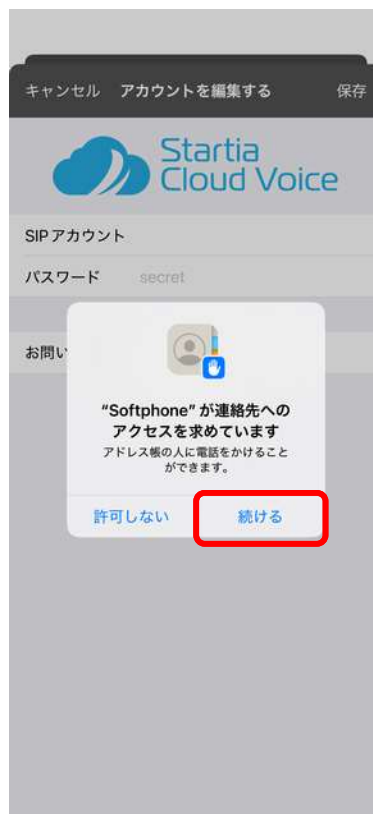 キャンセル アカウントを編集する 保存
Startia
Cloud Voice
SIPアカウント
パスワード secret
お問い
“Softphone”が連絡先への
アクセスを求めています
アドレス帳の人に電話をかけること
ができます。
許可しない 続ける